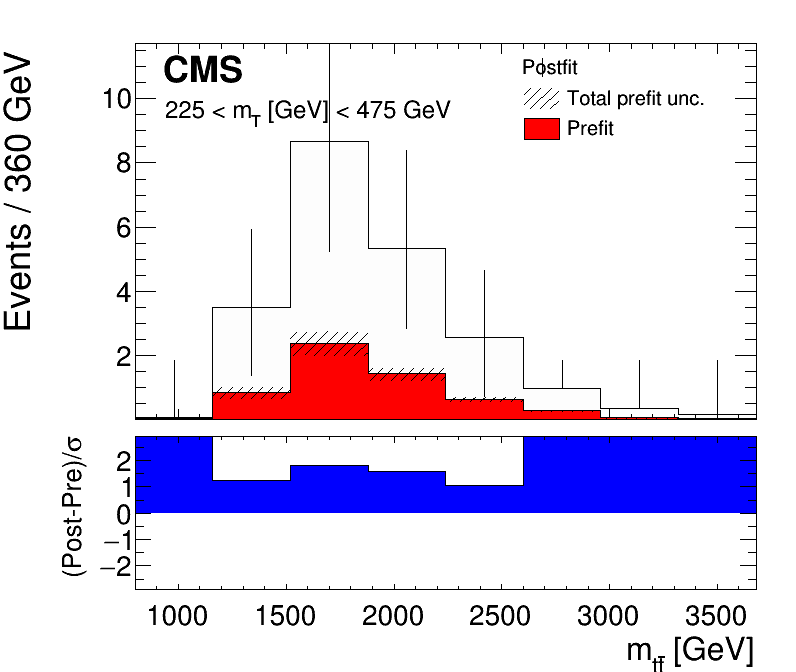 CMS
225 < m_T [GeV] < 475 GeV
Postfit
Total prefit unc.
Prefit
Events / 360 GeV
10
8
6
4
2
(Post-Pre)/σ
2
1
0
−1
−2
1000 1500 2000 2500 3000 3500
m_tt̄ [GeV]